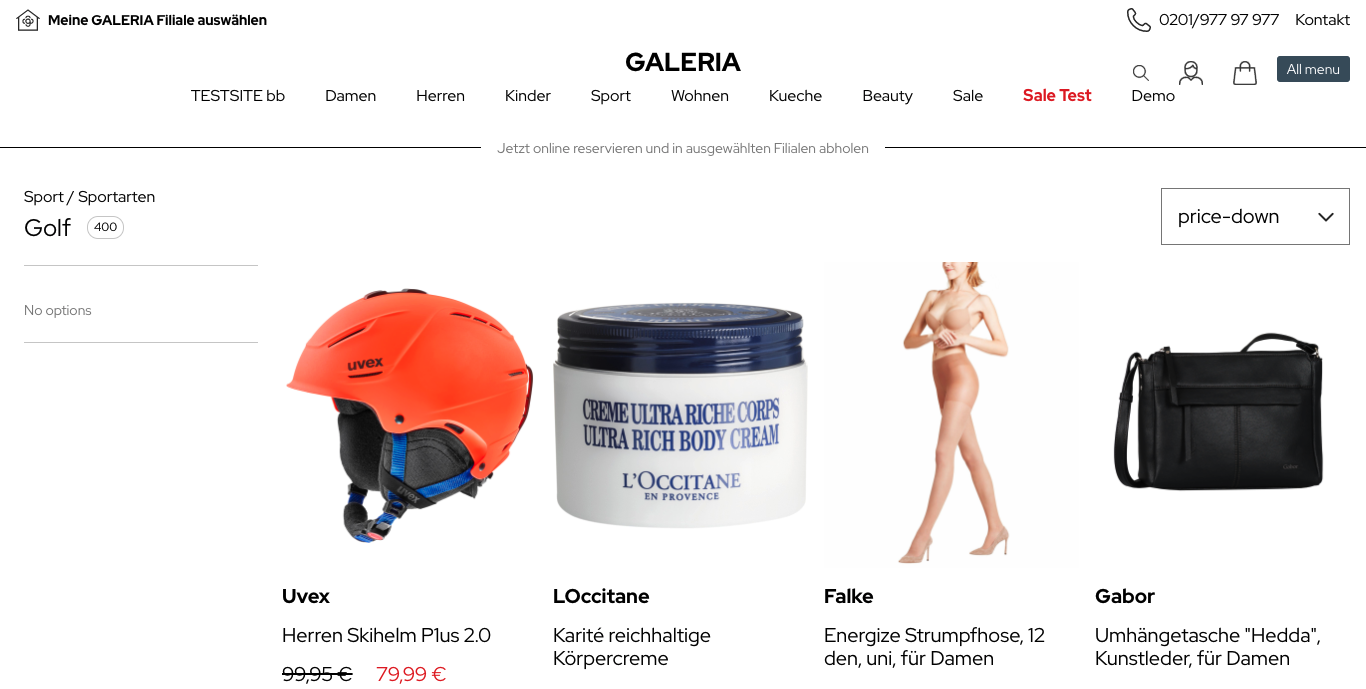 Meine GALERIA Filiale auswählen
0201/977 97 977 Kontakt
GALERIA
All menu
TESTSITE bb Damen Herren Kinder Sport Wohnen Kueche Beauty Sale Sale Test Demo
Jetzt online reservieren und in ausgewählten Filialen abholen
Sport / Sportarten
Golf 400
price-down
No options
uvex
uvex
CREME ULTRA RICHE CORPS
ULTRA RICH BODY CREAM
L'OCCITANE
EN PROVENCE
Uvex
Herren Skihelm P1us 2.0
99,95 € 79,99 €
LOccitane
Karité reichhaltige
Körpercreme
Falke
Energize Strumpfhose, 12
den, uni, für Damen
Gabor
Umhängetasche "Hedda",
Kunstleder, für Damen